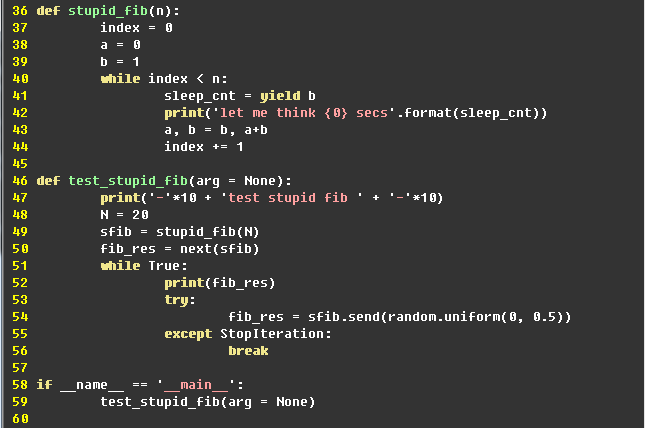 36 def stupid_fib(n):
37         index = 0
38         a = 0
39         b = 1
40         while index < n:
41                 sleep_cnt = yield b
42                 print('let me think {0} secs'.format(sleep_cnt))
43                 a, b = b, a+b
44                 index += 1
45
46 def test_stupid_fib(arg = None):
47         print('-'*10 + 'test stupid fib ' + '-'*10)
48         N = 20
49         sfib = stupid_fib(N)
50         fib_res = next(sfib)
51         while True:
52                 print(fib_res)
53                 try:
54                         fib_res = sfib.send(random.uniform(0, 0.5))
55                 except StopIteration:
56                         break
57
58 if __name__ == '__main__':
59         test_stupid_fib(arg = None)
60